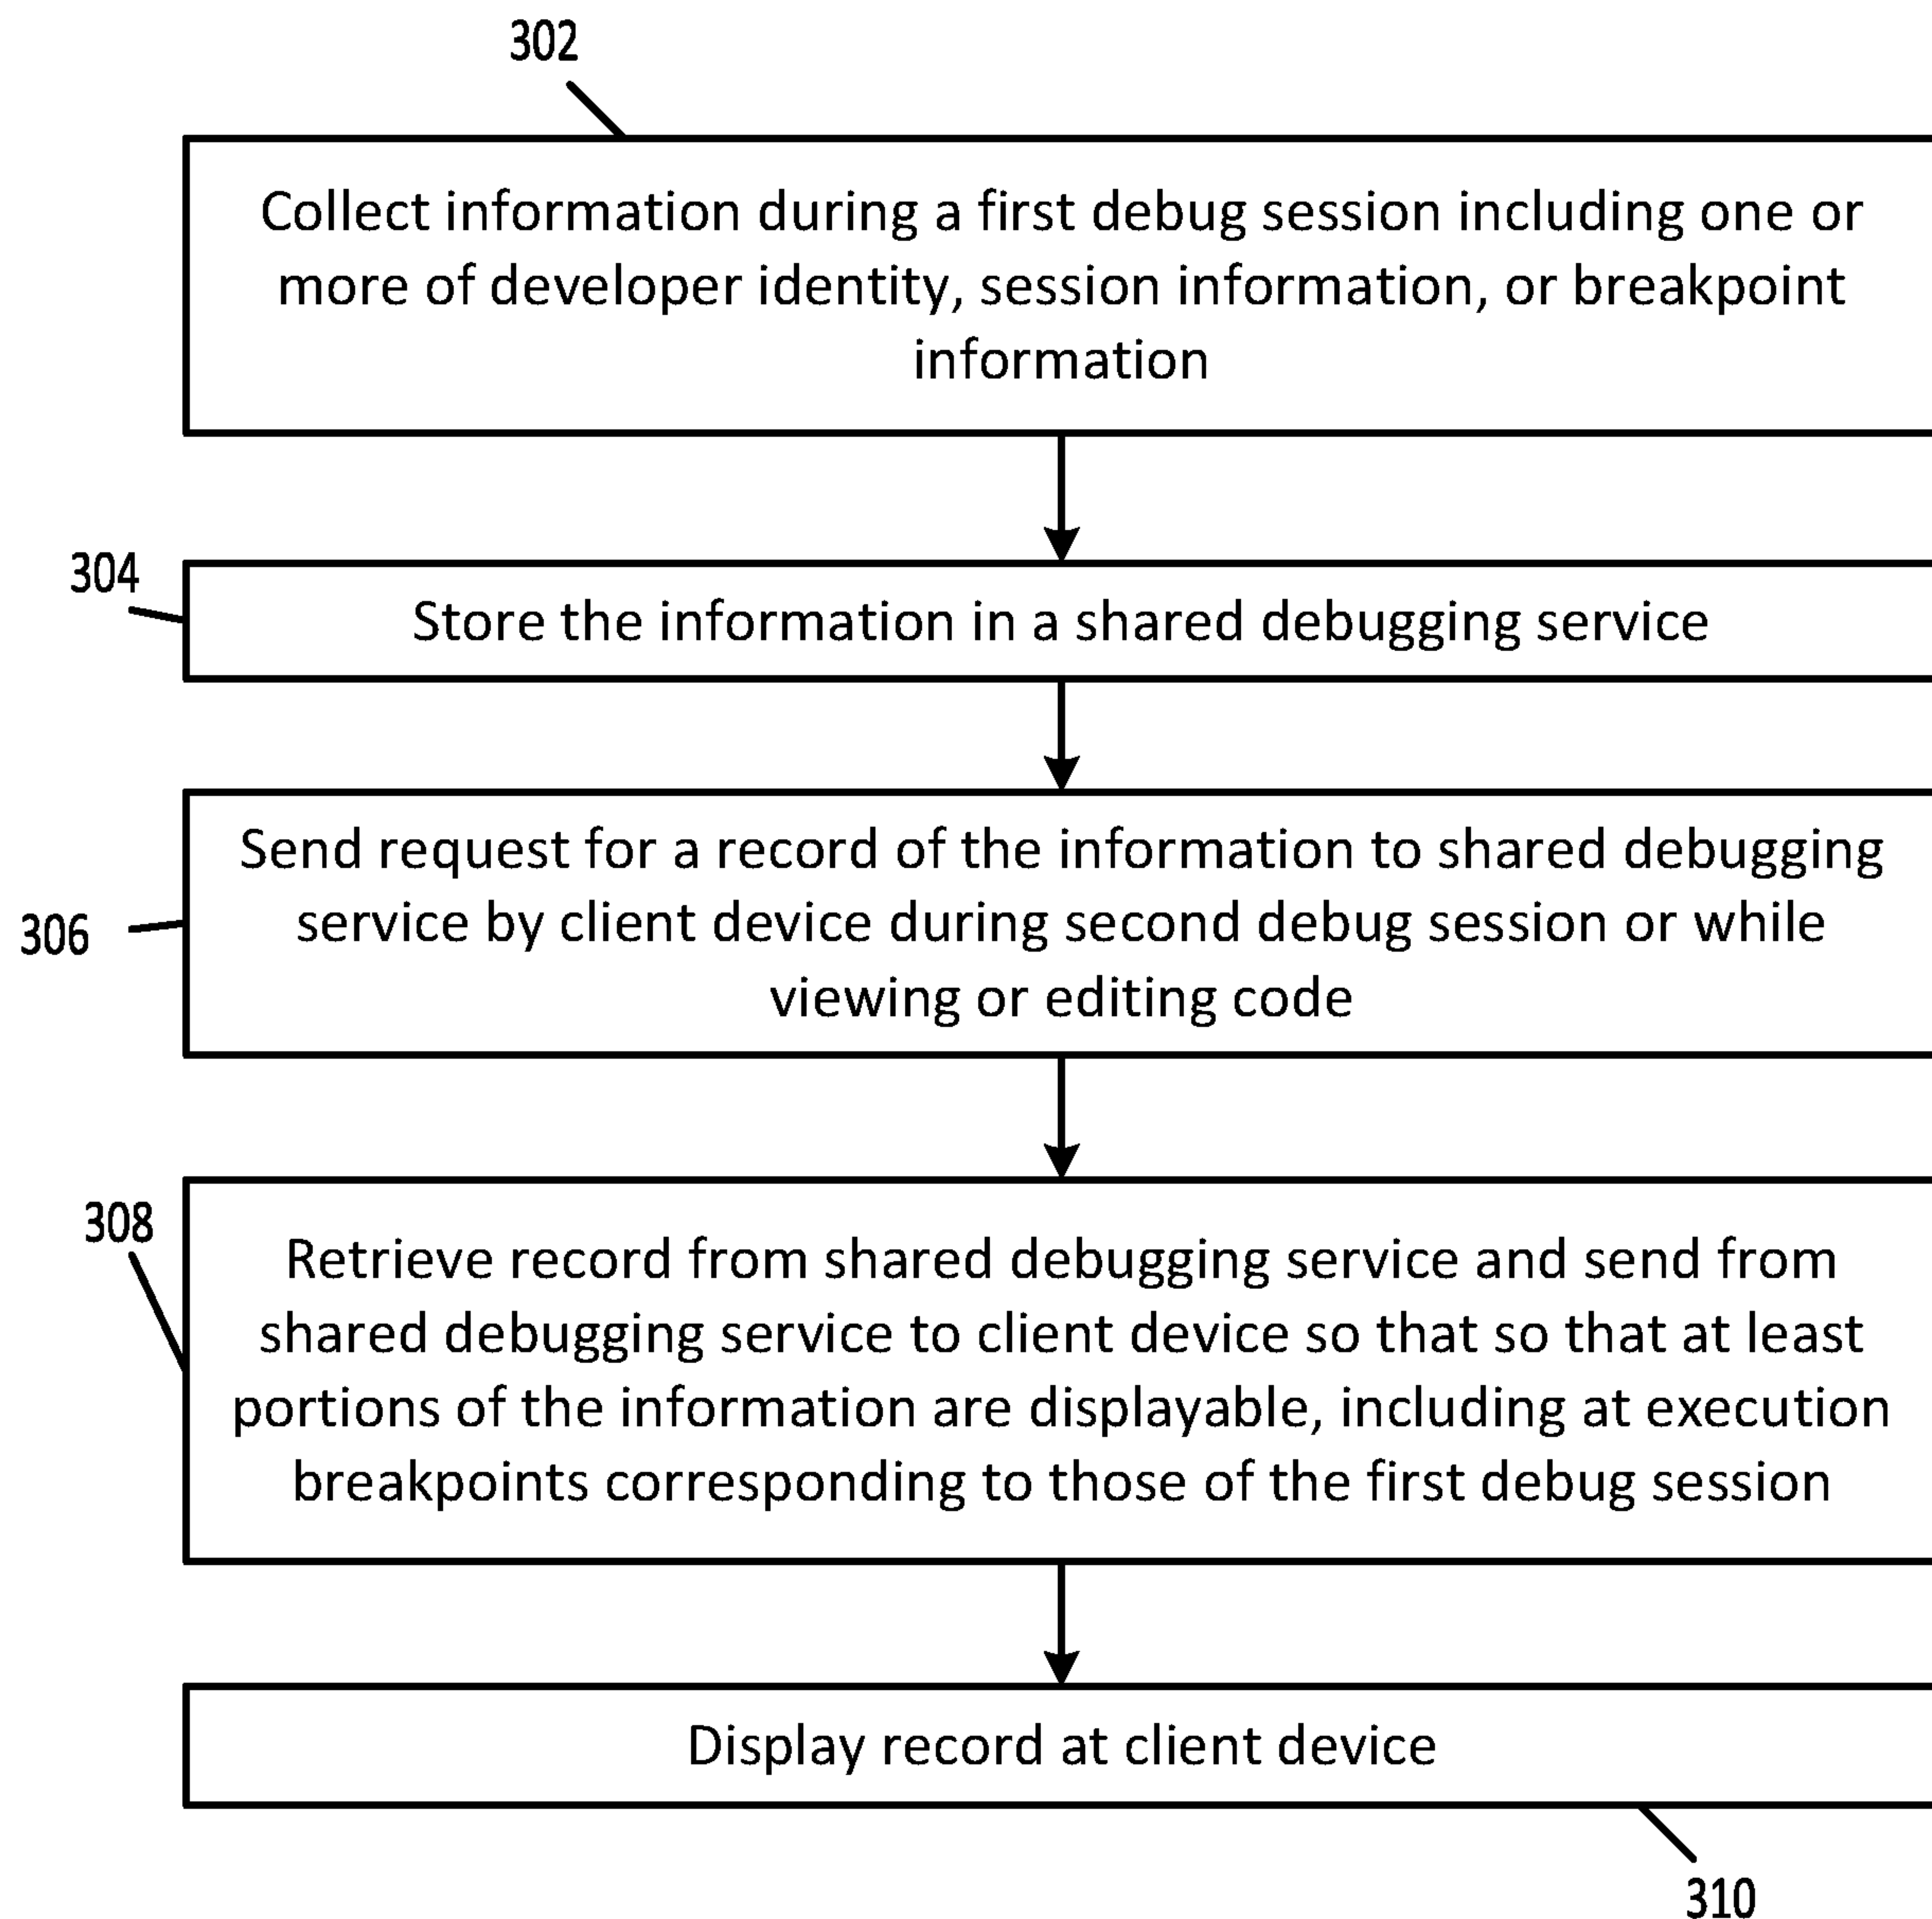 302
Collect information during a first debug session including one or
more of developer identity, session information, or breakpoint
information
304
Store the information in a shared debugging service
Send request for a record of the information to shared debugging
service by client device during second debug session or while
viewing or editing code
306
308
Retrieve record from shared debugging service and send from
shared debugging service to client device so that so that at least
portions of the information are displayable, including at execution
breakpoints corresponding to those of the first debug session
Display record at client device
310